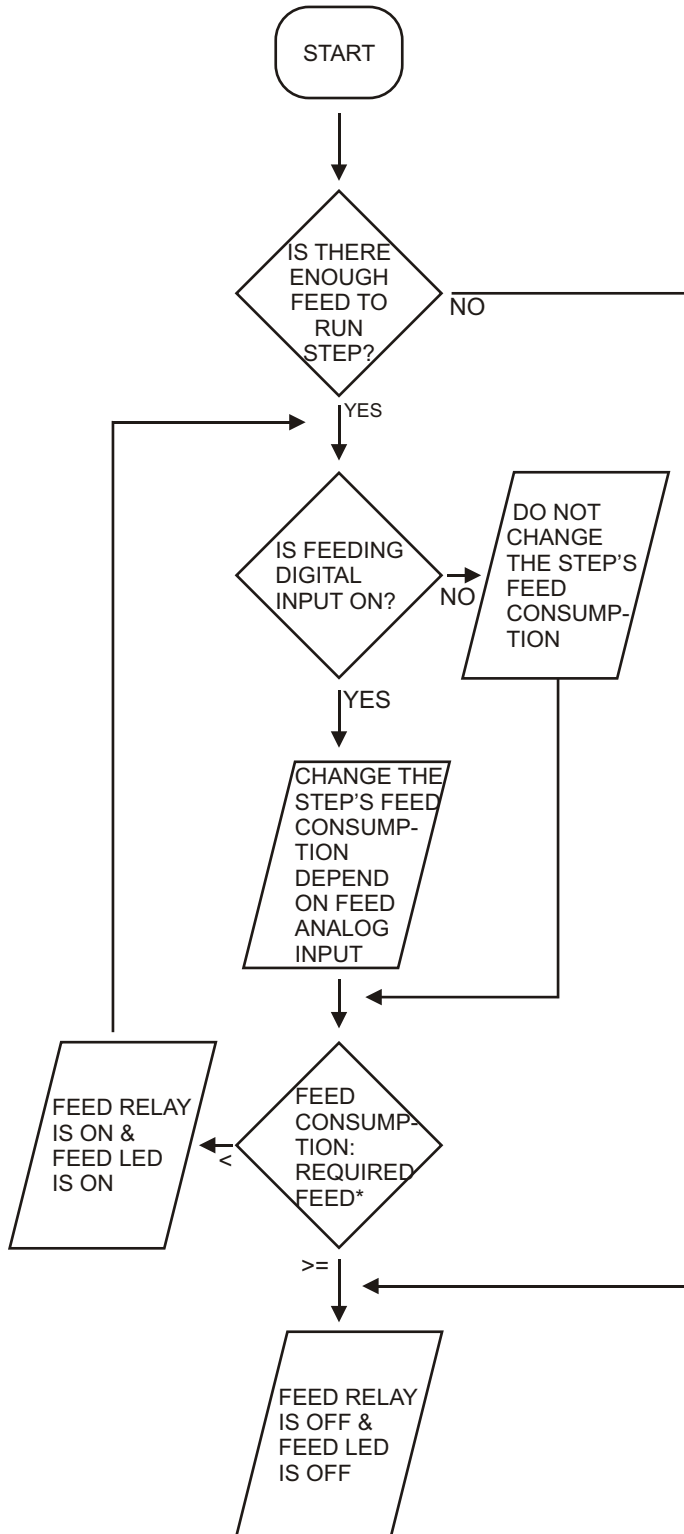 START
IS THERE
ENOUGH
FEED TO
RUN
STEP?
NO
YES
IS FEEDING
DIGITAL
INPUT ON?
NO
DO NOT
CHANGE
THE STEP'S
FEED
CONSUMP-
TION
YES
CHANGE THE
STEP'S FEED
CONSUMP-
TION
DEPEND
ON FEED
ANALOG
INPUT
FEED RELAY
IS ON &
FEED LED
IS ON
<
FEED
CONSUMP-
TION:
REQUIRED
FEED*
>=
FEED RELAY
IS OFF &
FEED LED
IS OFF